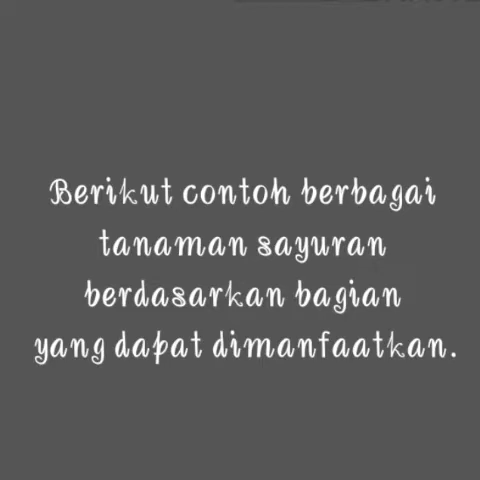 Berikut contoh berbagai
tanaman sayuran
berdasarkan bagian
yang dapat dimanfaatkan.